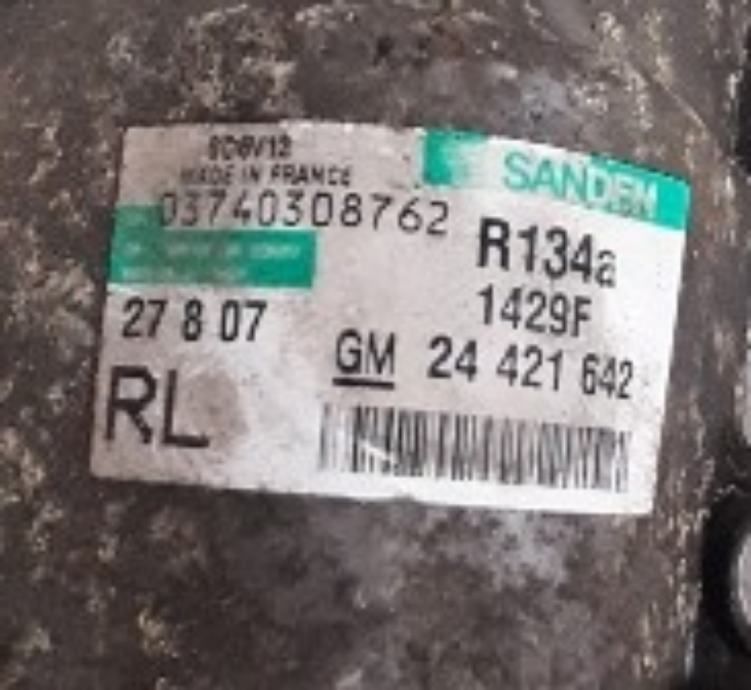 SD6V12
MADE IN FRANCE
SANDEN
03740308762
R134a
1429F
27 8 07
GM 24 421 642
RL